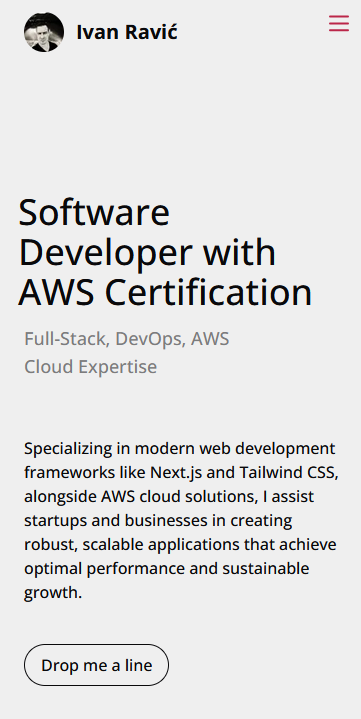 Ivan Ravić
Software
Developer with
AWS Certification
Full-Stack, DevOps, AWS
Cloud Expertise
Specializing in modern web development
frameworks like Next.js and Tailwind CSS,
alongside AWS cloud solutions, I assist
startups and businesses in creating
robust, scalable applications that achieve
optimal performance and sustainable
growth.
Drop me a line